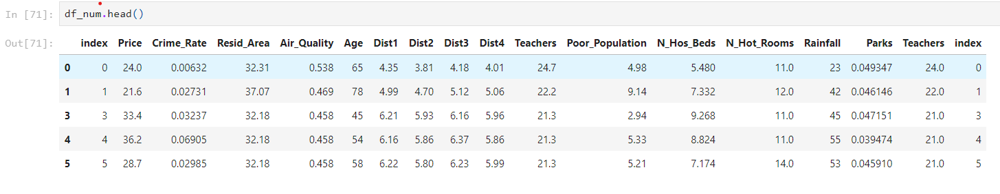 In [71]: df_num.head()
Out[71]:
index Price Crime_Rate Resid_Area Air_Quality Age Dist1 Dist2 Dist3 Dist4 Teachers Poor_Population N_Hos_Beds N_Hot_Rooms Rainfall Parks Teachers index
0 0 24.0 0.00632 32.31 0.538 65 4.35 3.81 4.18 4.01 24.7 4.98 5.480 11.0 23 0.049347 24.0 0
1 1 21.6 0.02731 37.07 0.469 78 4.99 4.70 5.12 5.06 22.2 9.14 7.332 12.0 42 0.046146 22.0 1
3 3 33.4 0.03237 32.18 0.458 45 6.21 5.93 6.16 5.96 21.3 2.94 9.268 11.0 45 0.047151 21.0 3
4 4 36.2 0.06905 32.18 0.458 54 6.16 5.86 6.37 5.86 21.3 5.33 8.824 11.0 55 0.039474 21.0 4
5 5 28.7 0.02985 32.18 0.458 58 6.22 5.80 6.23 5.99 21.3 5.21 7.174 14.0 53 0.045910 21.0 5